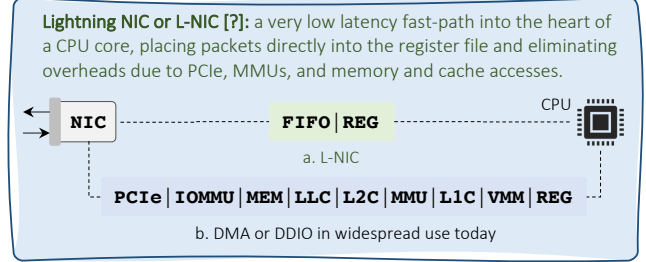 Lightning NIC or L-NIC [?]: a very low latency fast-path into the heart of
a CPU core, placing packets directly into the register file and eliminating
overheads due to PCIe, MMUs, and memory and cache accesses.
CPU
NIC
FIFO|REG
a. L-NIC
PCIe|IOMMU|MEM|LLC|L2C|MMU|L1C|VMM|REG
b. DMA or DDIO in widespread use today